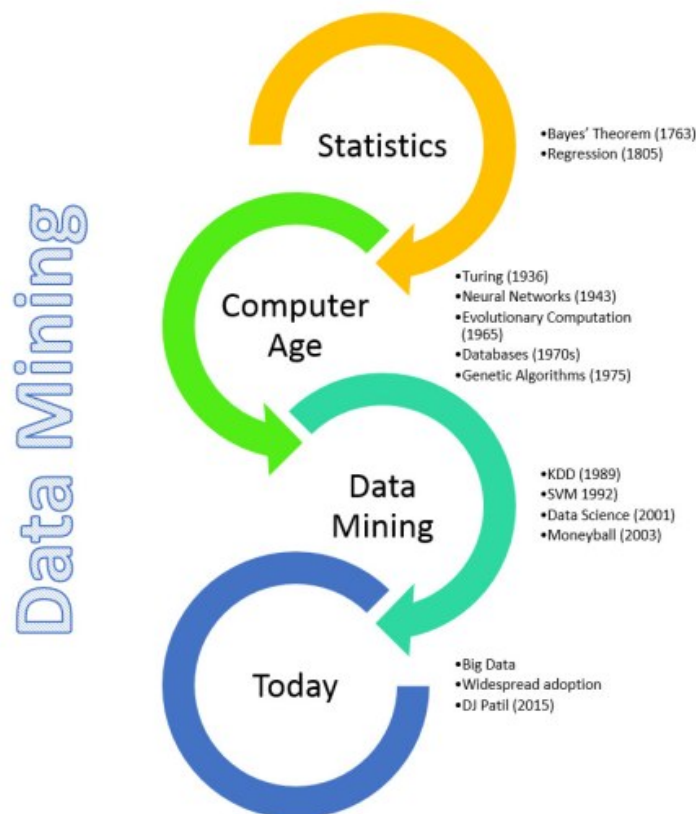 Data Mining
Statistics
•Bayes' Theorem (1763)
•Regression (1805)
Computer
Age
•Turing (1936)
•Neural Networks (1943)
•Evolutionary Computation
(1965)
•Databases (1970s)
•Genetic Algorithms (1975)
Data
Mining
•KDD (1989)
•SVM 1992)
•Data Science (2001)
•Moneyball (2003)
Today
•Big Data
•Widespread adoption
•DJ Patil (2015)